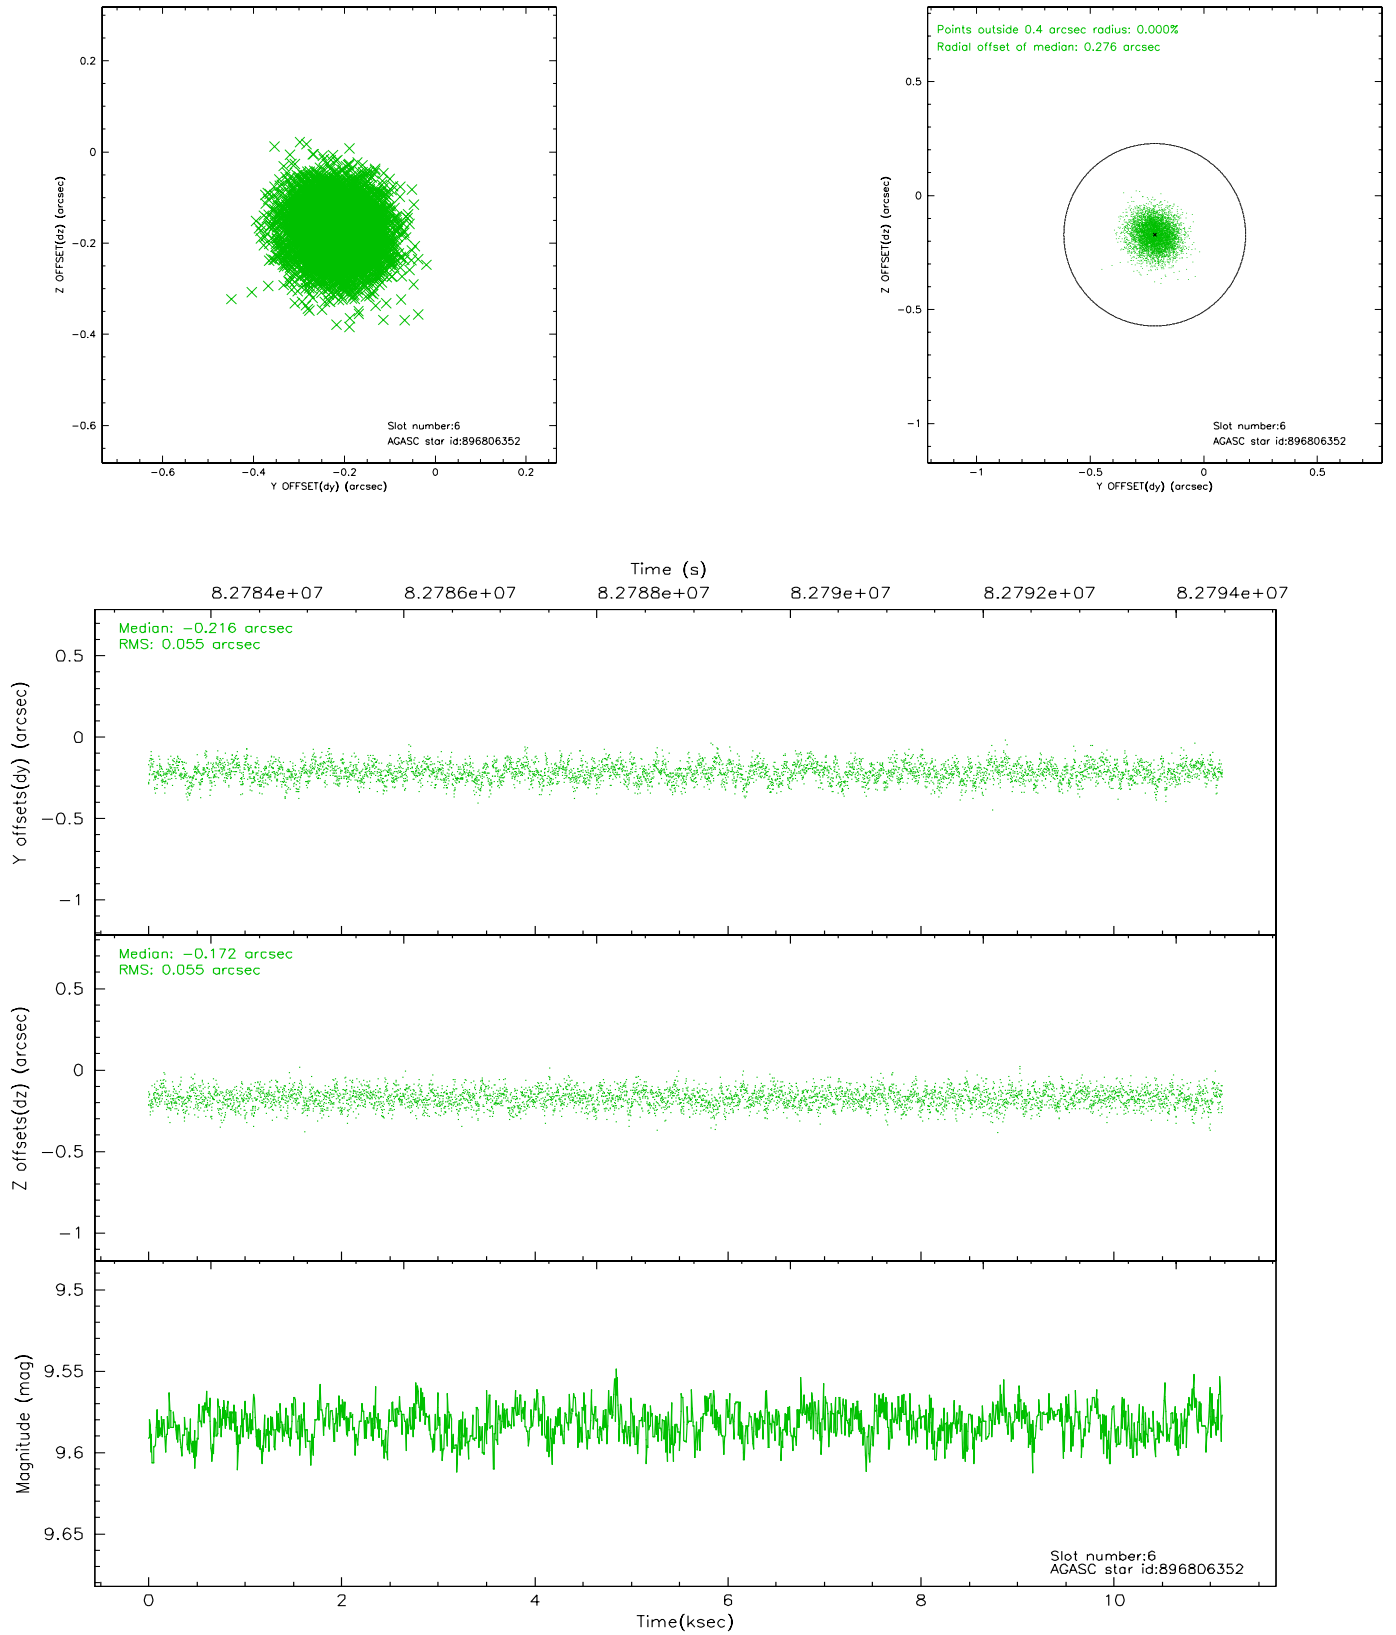 0.2
0
-0.2
-0.4
-0.6
Z OFFSET(dz) (arcsec)
Slot number:6
AGASC star id:896806352
-0.6 -0.4 -0.2 0 0.2
Y OFFSET(dy) (arcsec)
Points outside 0.4 arcsec radius: 0.000%
Radial offset of median: 0.276 arcsec
0.5
0
-0.5
-1
Z OFFSET(dz) (arcsec)
Slot number:6
AGASC star id:896806352
-1 -0.5 0 0.5
Y OFFSET(dy) (arcsec)
Time (s)
8.2784e+07 8.2786e+07 8.2788e+07 8.279e+07 8.2792e+07 8.2794e+07
Median: -0.216 arcsec
RMS: 0.055 arcsec
0.5
0
-0.5
-1
Y offsets(dy) (arcsec)
Median: -0.172 arcsec
RMS: 0.055 arcsec
0.5
0
-0.5
-1
Z offsets(dz) (arcsec)
9.5
9.55
9.6
9.65
Magnitude (mag)
Slot number:6
AGASC star id:896806352
0 2 4 6 8 10
Time(ksec)